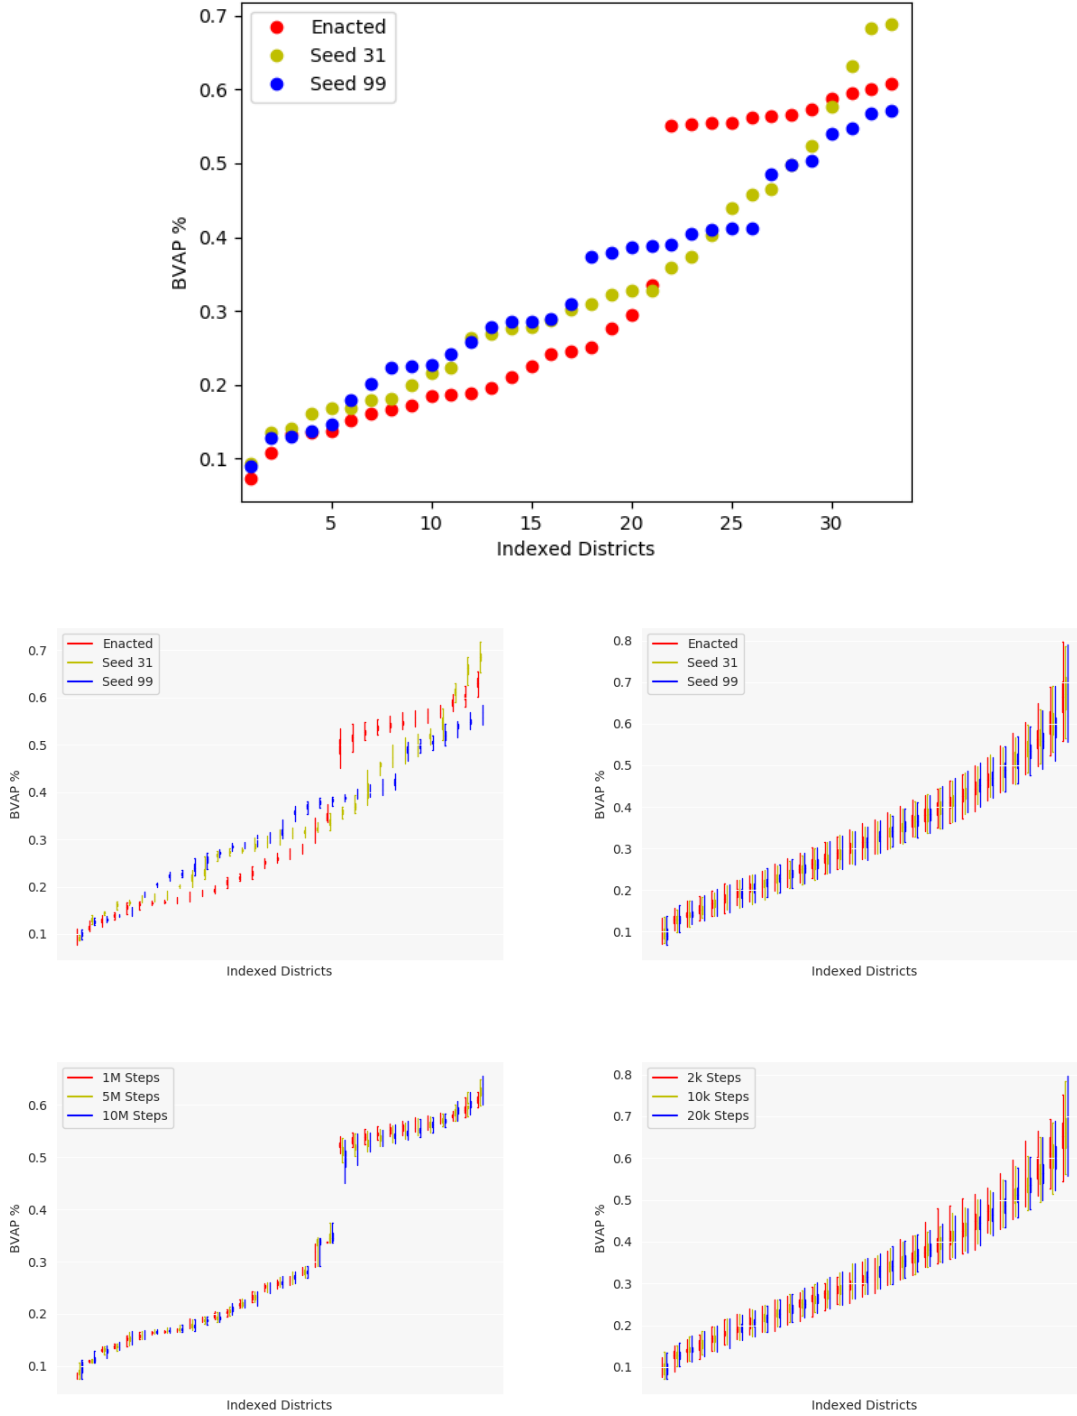 0.7
0.6
0.5
0.4
0.3
0.2
0.1
BVAP %
Enacted
Seed 31
Seed 99
5 10 15 20 25 30
Indexed Districts
0.7
0.6
0.5
0.4
0.3
0.2
0.1
BVAP %
Enacted
Seed 31
Seed 99
Indexed Districts
0.8
0.7
0.6
0.5
0.4
0.3
0.2
0.1
BVAP %
Enacted
Seed 31
Seed 99
Indexed Districts
0.6
0.5
0.4
0.3
0.2
0.1
BVAP %
1M Steps
5M Steps
10M Steps
Indexed Districts
0.8
0.7
0.6
0.5
0.4
0.3
0.2
0.1
BVAP %
2k Steps
10k Steps
20k Steps
Indexed Districts